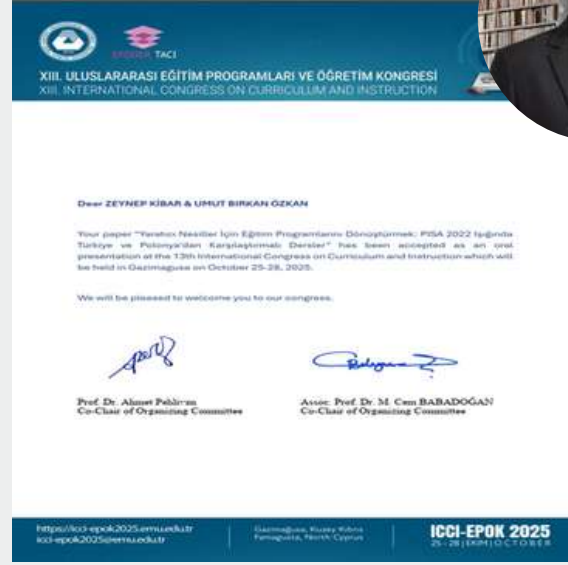 TACI
XIII. ULUSLARARASI EĞİTİM PROGRAMLARI VE ÖĞRETİM KONGRESİ
XIII. INTERNATIONAL CONGRESS ON CURRICULUM AND INSTRUCTION
Dear ZEYNEP KİBAR & UMUT BIRKAN ÖZKAN
Your paper "Yaratıcı Nesiller İçin Eğitim Programlarını Dönüştürmek: PISA 2022 Işığında
Türkiye ve Polonya'dan Karşılaştırmalı Dersler" has been accepted as an oral
presentation at the 13th International Congress on Curriculum and Instruction which will
be held in Gazimagusa on October 25-28, 2025.
We will be pleased to welcome you to our congress.
Prof. Dr. Ahmet Pehlivan
Co-Chair of Organizing Committee
Assoc. Prof. Dr. M. Cem BABADOĞAN
Co-Chair of Organizing Committee
https://icci-epok2025.emu.edu.tr
icci-epok2025@emu.edu.tr
Gazimağusa, Kuzey Kıbrıs
Famagusta, North Cyprus
ICCI-EPOK 2025
25 - 28 | EKİM | OCTOBER